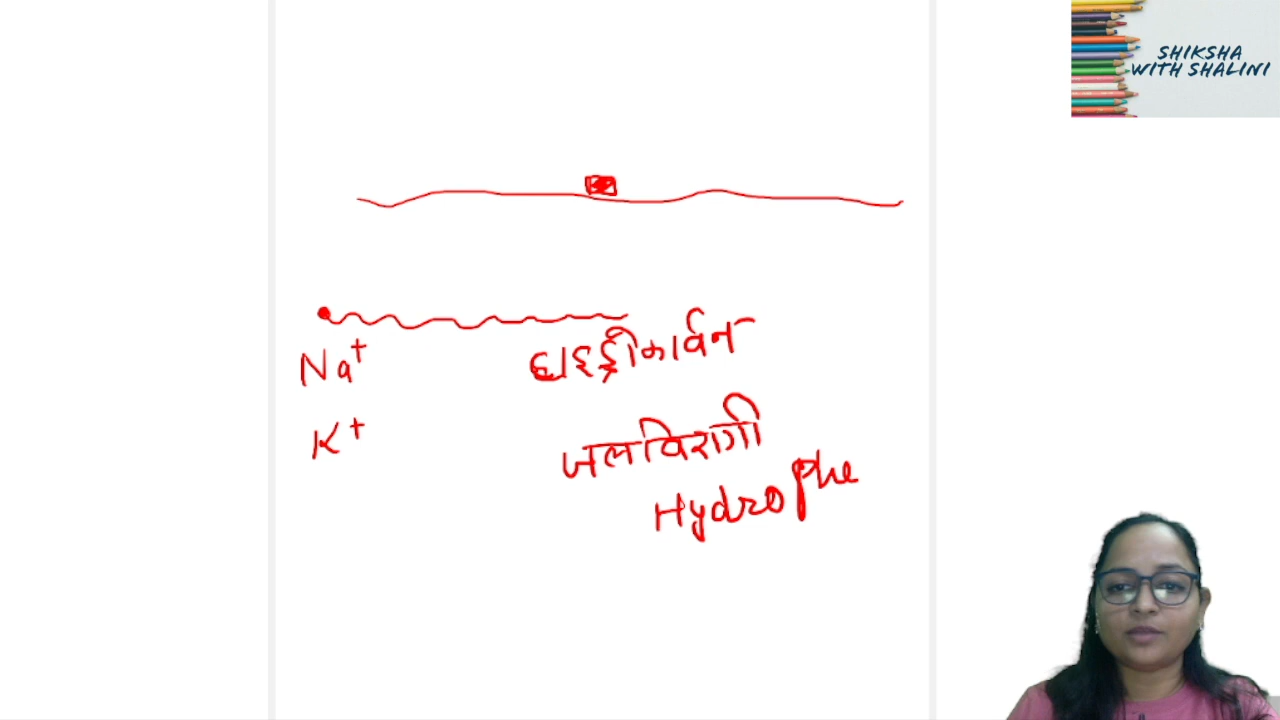 SHIKSHA
WITH SHALINI
Na+
हाइड्रोकार्बन
K+
जलविरागी
Hydrophe